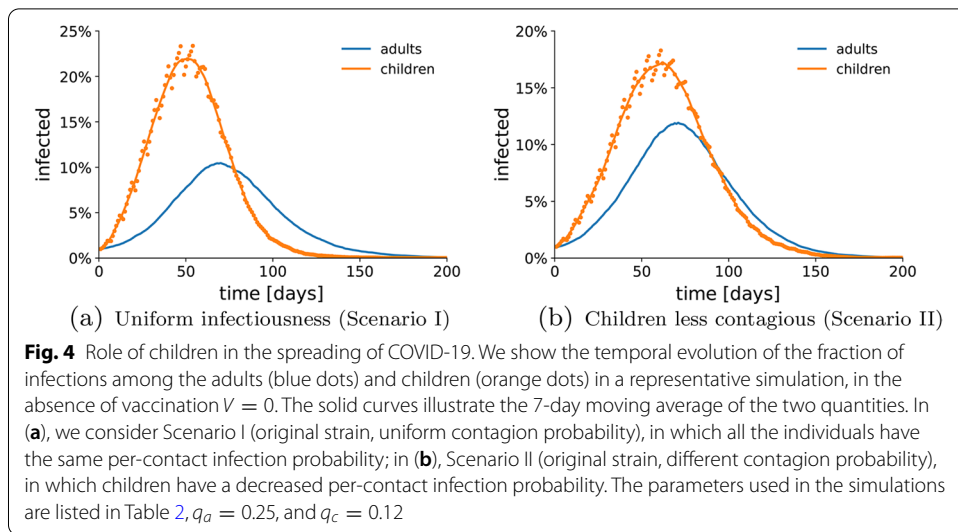 25%
20%
15%
10%
5%
0%
infected
adults
children
0 50 100 150 200
time [days]
(a) Uniform infectiousness (Scenario I)
20%
15%
10%
5%
0%
infected
adults
children
0 50 100 150 200
time [days]
(b) Children less contagious (Scenario II)
Fig. 4 Role of children in the spreading of COVID-19. We show the temporal evolution of the fraction of
infections among the adults (blue dots) and children (orange dots) in a representative simulation, in the
absence of vaccination V = 0. The solid curves illustrate the 7-day moving average of the two quantities. In
(a), we consider Scenario I (original strain, uniform contagion probability), in which all the individuals have
the same per-contact infection probability; in (b), Scenario II (original strain, different contagion probability),
in which children have a decreased per-contact infection probability. The parameters used in the simulations
are listed in Table 2, qa = 0.25, and qc = 0.12